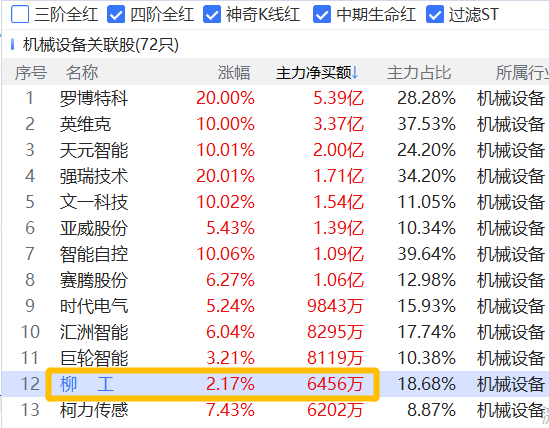 三阶全红 四阶全红 神奇K线红 中期生命红 过滤ST
机械设备关联股(72只)
序号 名称 涨幅 主力净买额↓ 主力占比 所属行业
1 罗博特科 20.00% 5.39亿 28.28% 机械设备
2 英维克 10.00% 3.37亿 37.53% 机械设备
3 天元智能 10.01% 2.00亿 24.20% 机械设备
4 强瑞技术 20.01% 1.71亿 34.20% 机械设备
5 文一科技 10.02% 1.54亿 11.05% 机械设备
6 亚威股份 5.43% 1.39亿 10.34% 机械设备
7 智能自控 10.06% 1.09亿 39.64% 机械设备
8 赛腾股份 6.27% 1.06亿 12.98% 机械设备
9 时代电气 5.24% 9843万 15.93% 机械设备
10 汇洲智能 6.04% 8295万 17.74% 机械设备
11 巨轮智能 3.21% 8119万 10.38% 机械设备
12 柳 工 2.17% 6456万 18.68% 机械设备
13 柯力传感 7.43% 6202万 8.87% 机械设备